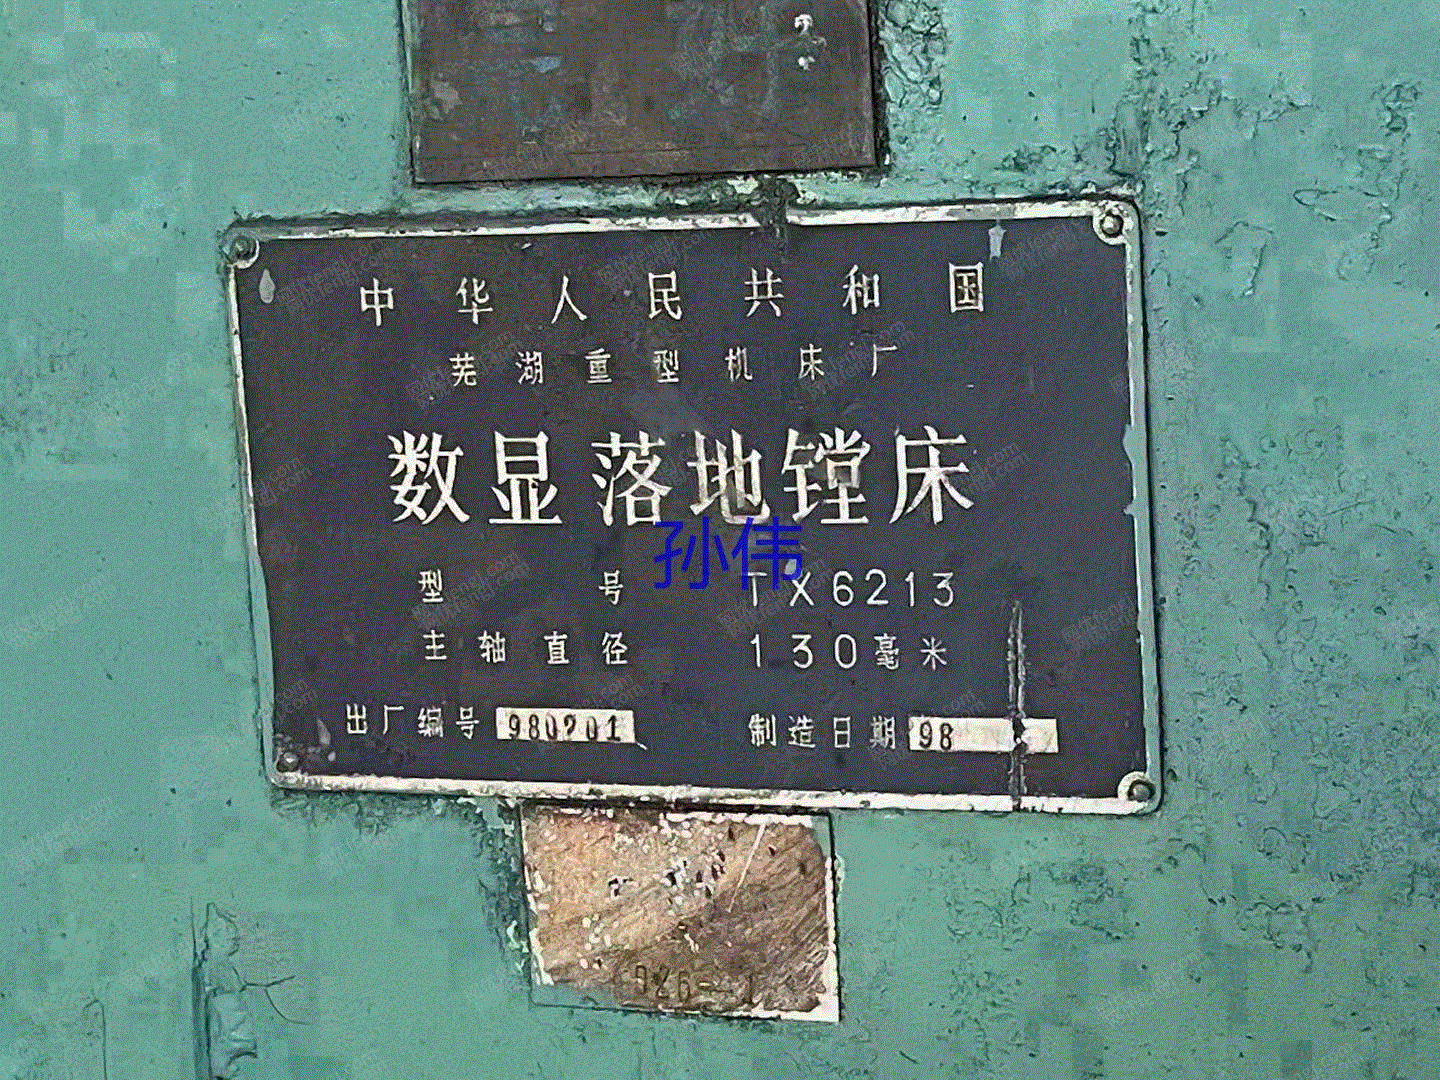 中华人民共和国
芜湖重型机床厂
数显落地镗床
孙伟
型号 TX6213
主轴直径 130毫米
出厂编号 980201 制造日期 98